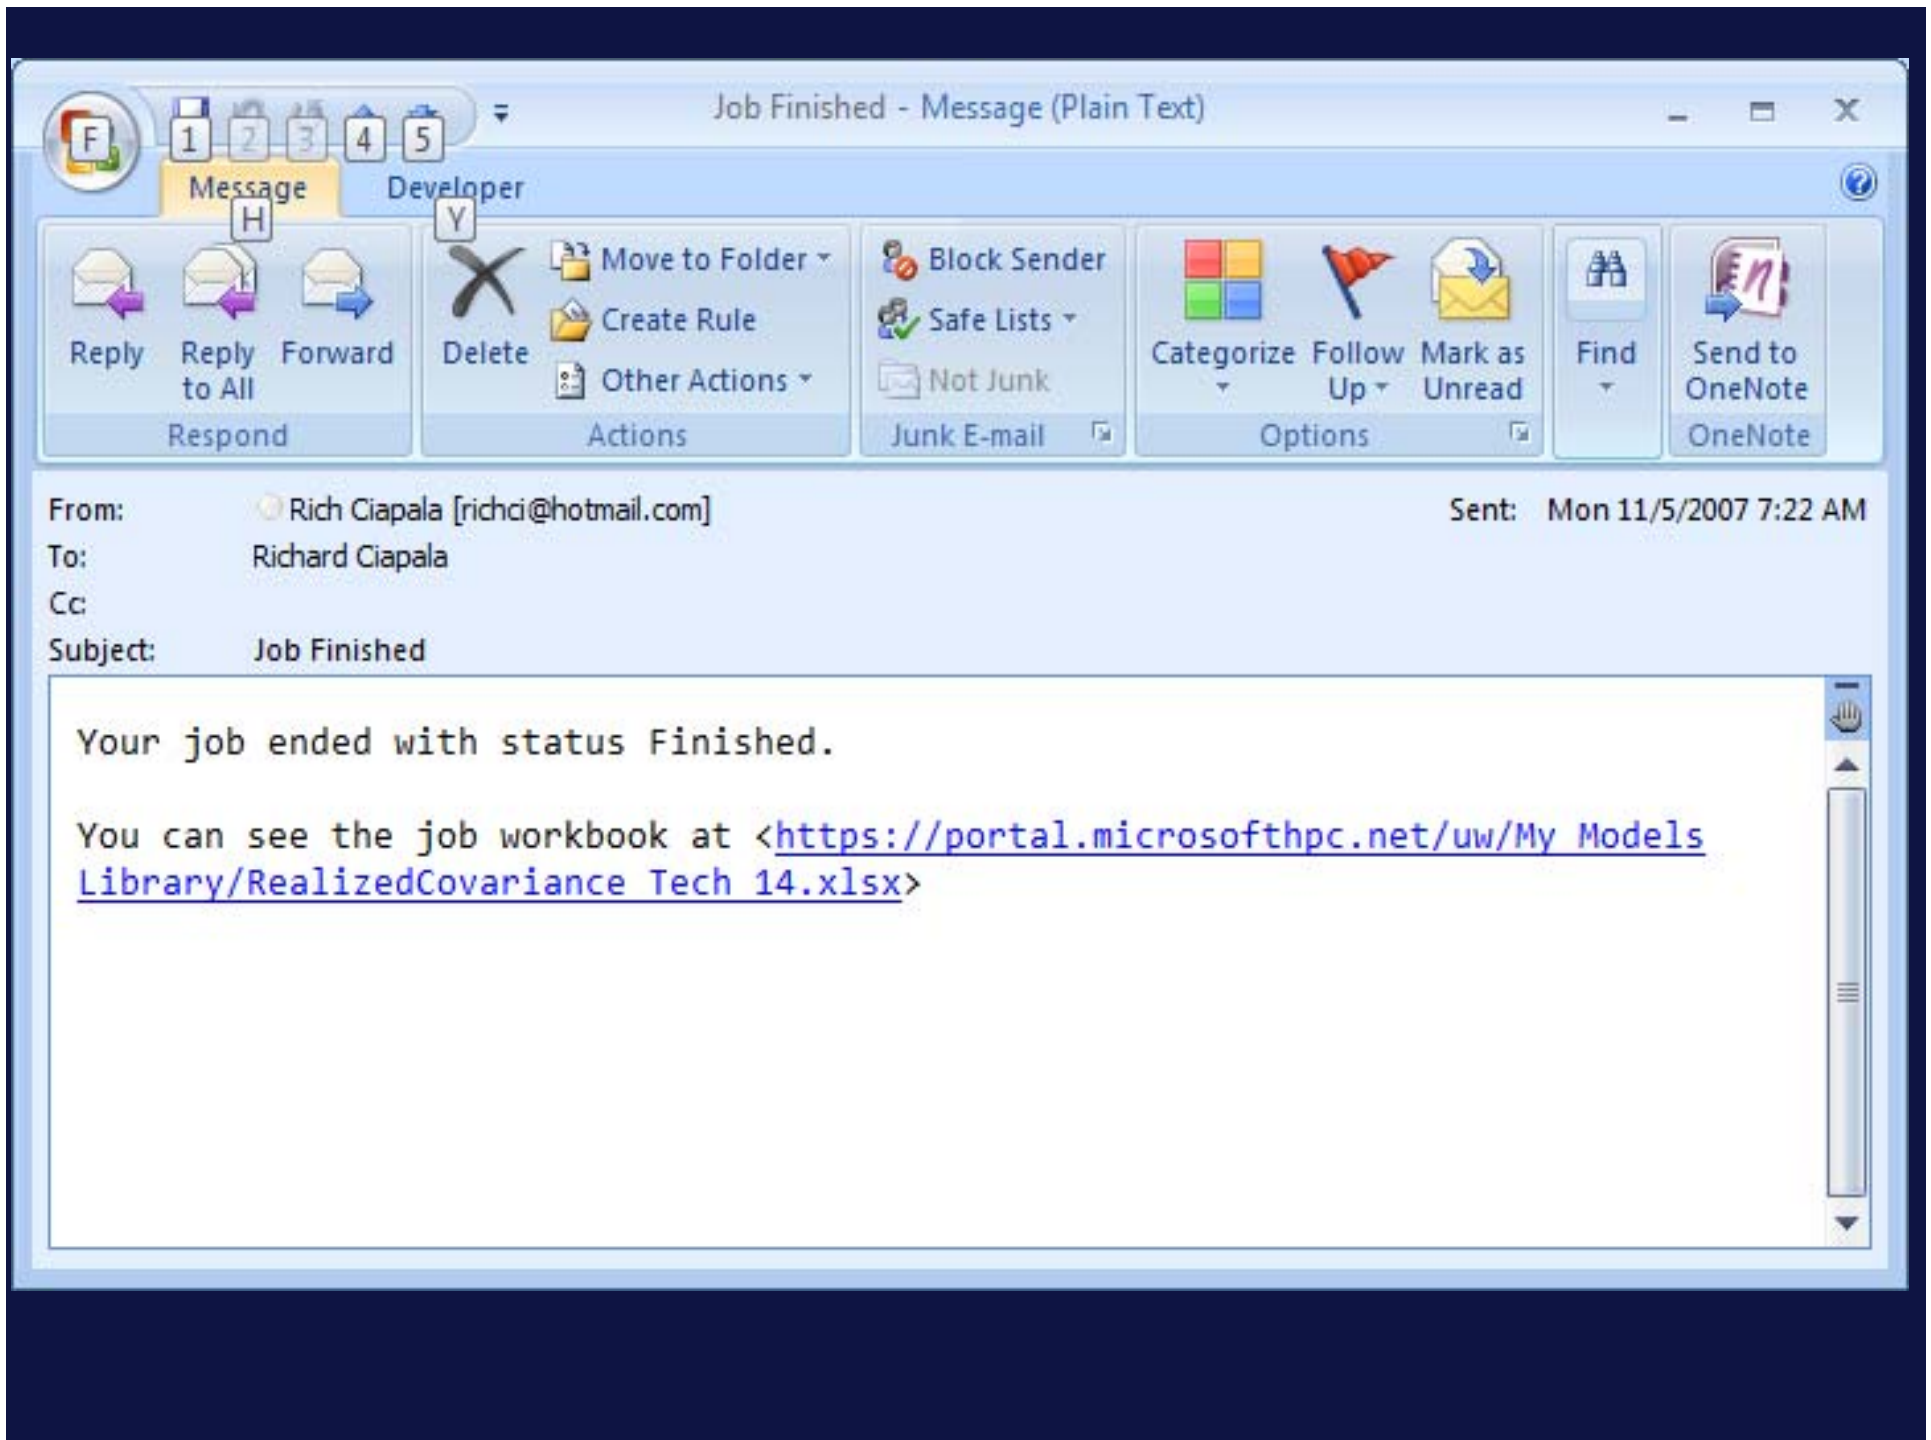 Job Finished - Message (Plain Text)
F
1
2
3
4
5
Message
Developer
H
Y
Reply
Reply to All
Forward
Respond
Delete
Move to Folder
Create Rule
Other Actions
Actions
Block Sender
Safe Lists
Not Junk
Junk E-mail
Categorize
Follow Up
Mark as Unread
Options
Find
Send to OneNote
OneNote
From: Rich Ciapala [richci@hotmail.com] Sent: Mon 11/5/2007 7:22 AM
To: Richard Ciapala
Cc:
Subject: Job Finished
Your job ended with status Finished.
You can see the job workbook at <https://portal.microsofthpc.net/uw/My Models
Library/RealizedCovariance Tech 14.xlsx>